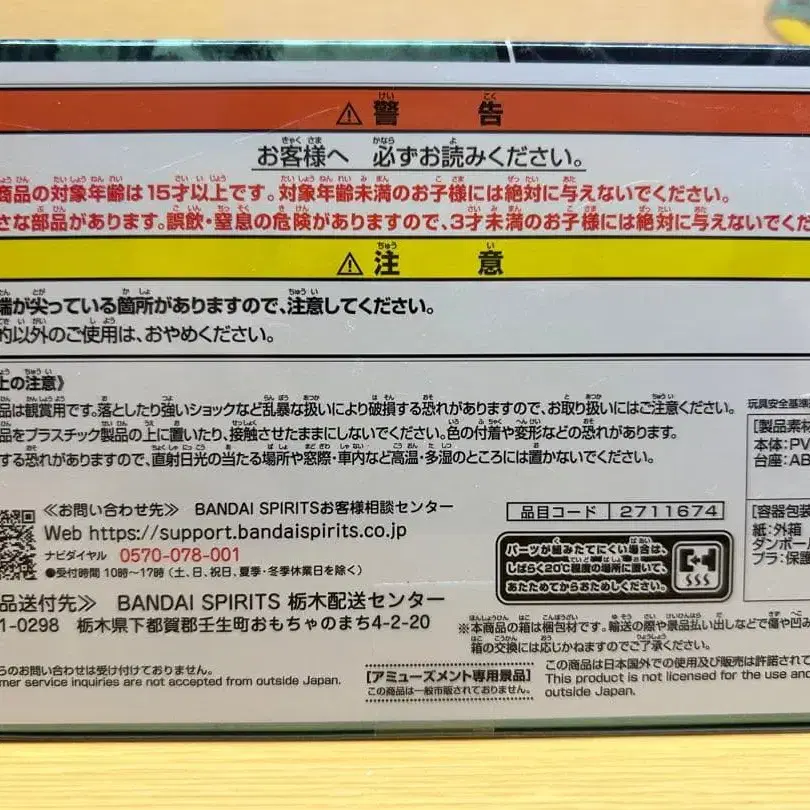 ⚠ 警告
お客様へ 必ずお読みください。
商品の対象年齢は15才以上です。対象年齢未満のお子様には絶対に与えないでください。
さな部品があります。誤飲・窒息の危険がありますので、3才未満のお子様には絶対に与えないでくだ
⚠ 注意
端が尖っている箇所がありますので、注意してください。
的以外のご使用は、おやめください。
上の注意》
品は観賞用です。落としたり強いショックなど乱暴な扱いにより破損する恐れがありますので、お取り扱いにはご注意ください。
品をプラスチック製品の上に置いたり、接触させたままにしないでください。色の付着や変形などの恐れがあります。
する恐れがありますので、直射日光の当たる場所や窓際・車内など高温・多湿のところには置かないでください。
玩具安全基準
[製品素材
本体:PV
台座:AB
[容器包装
紙:外箱
ダンボール
プラ:保護
≪お問い合わせ先≫ BANDAI SPIRITSお客様相談センター
Web https://support.bandaispirits.co.jp
ナビダイヤル 0570-078-001
●受付時間 10時〜17時(土、日、祝日、夏季・冬季休業日を除く)
品目コード 2711674
パーツが組みたてにくい場合は、
しばらく20℃程度の場所に置いて、
あたためてからおためしください。
品送付先≫ BANDAI SPIRITS 栃木配送センター
1-0298 栃木県下都賀郡壬生町おもちゃのまち4-2-20
※本商品の箱は梱包材です。輸送の際や景品払い出しなどで傷や凹み
箱の交換には応じかねますのでご了承ください。
らのお問い合わせは受け付けておりません。
mer service inquiries are not accepted from outside Japan.
[アミューズメント専用景品]
この商品は一般市販されておりません。
この商品は日本国外での使用及び販売は許諾されて
This product is not licensed for the use and
outside Japan.